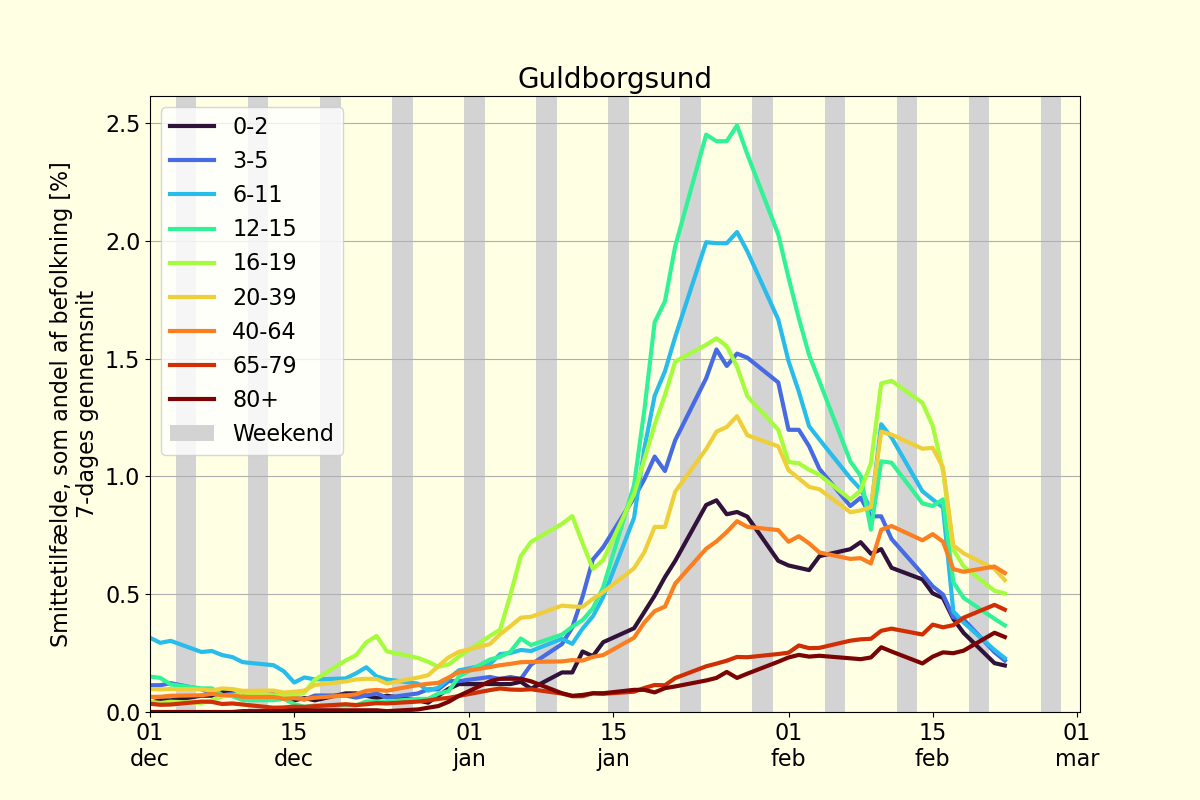 Guldborgsund
Smittetilfælde, som andel af befolkning [%]
7-dages gennemsnit
2.5
2.0
1.5
1.0
0.5
0.0
0-2
3-5
6-11
12-15
16-19
20-39
40-64
65-79
80+
Weekend
01 15 01 15 01 15 01
dec dec jan jan feb feb mar